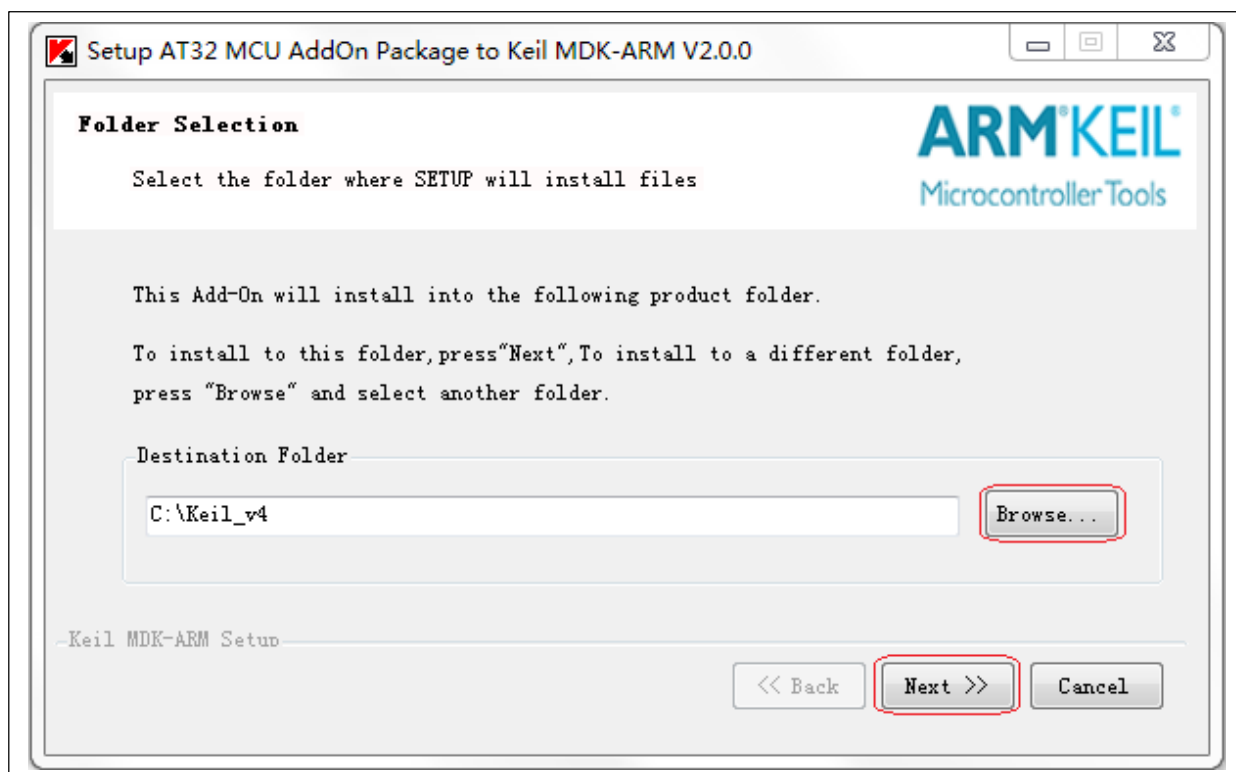 Setup AT32 MCU AddOn Package to Keil MDK-ARM V2.0.0
Folder Selection
ARM®KEIL®
Select the folder where SETUP will install files
Microcontroller Tools
This Add-On will install into the following product folder.
To install to this folder,press"Next",To install to a different folder,
press "Browse" and select another folder.
Destination Folder
C:\Keil_v4
Browse...
Keil MDK-ARM Setup
<< Back
Next >>
Cancel